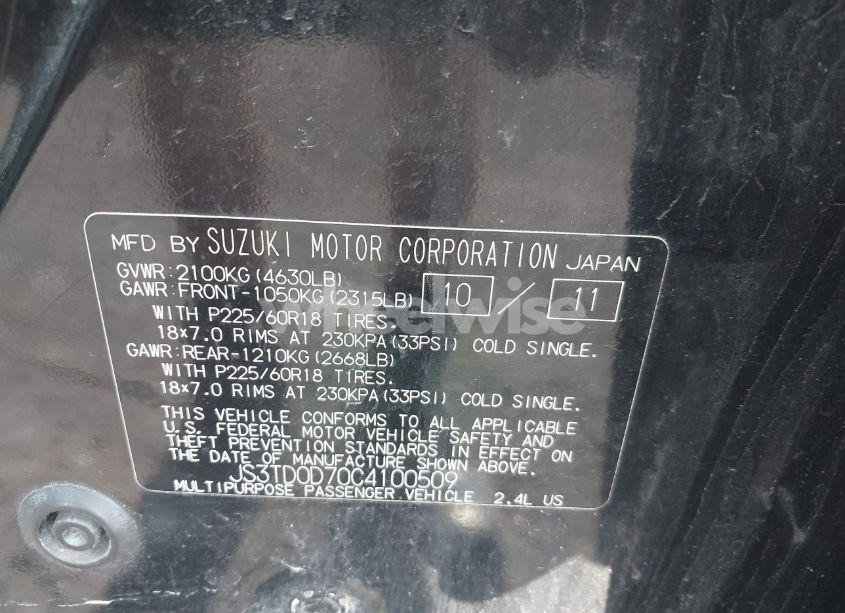 MFD BY SUZUKI MOTOR CORPORATION JAPAN
GVWR:2100KG(4630LB)
GAWR:FRONT-1050KG(2315LB) 10 / 11
WITH P225/60R18 TIRES.
18×7.0 RIMS AT 230KPA(33PSI) COLD SINGLE.
GAWR:REAR-1210KG(2668LB)
WITH P225/60R18 TIRES.
18×7.0 RIMS AT 230KPA(33PSI) COLD SINGLE.
THIS VEHICLE CONFORMS TO ALL APPLICABLE
U.S. FEDERAL MOTOR VEHICLE SAFETY AND
THEFT PREVENTION STANDARDS IN EFFECT ON
THE DATE OF MANUFACTURE SHOWN ABOVE.
JS3TD0D70C4100509
MULTIPURPOSE PASSENGER VEHICLE 2.4L US
wheelwise